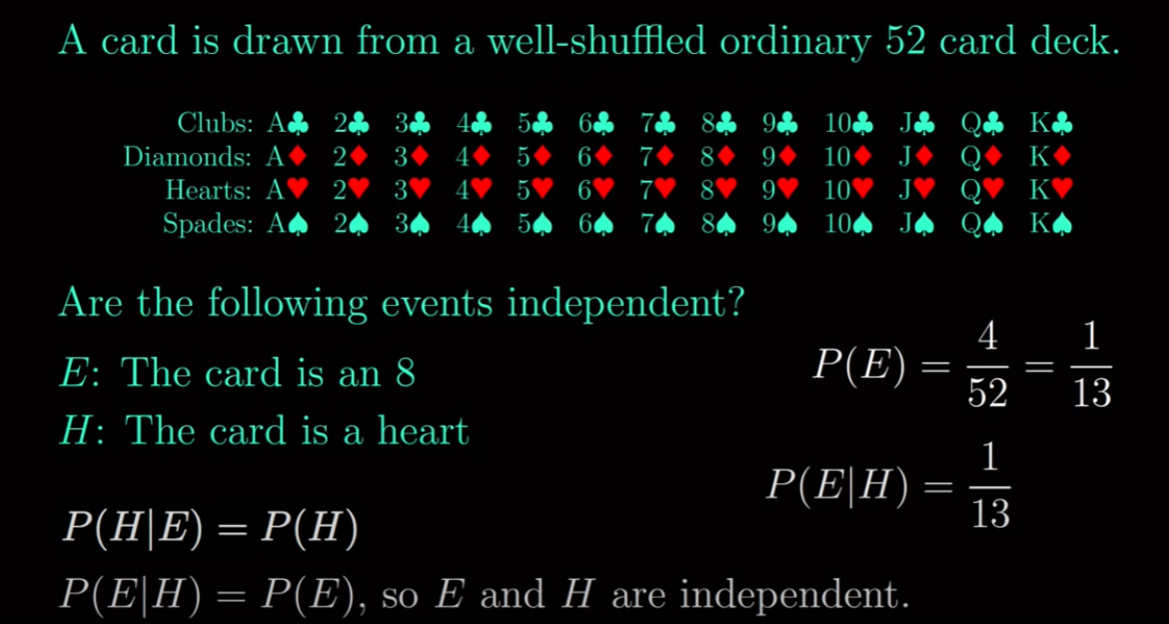 A card is drawn from a well-shuffled ordinary 52 card deck.
Clubs: A♣ 2♣ 3♣ 4♣ 5♣ 6♣ 7♣ 8♣ 9♣ 10♣ J♣ Q♣ K♣
Diamonds: A♦ 2♦ 3♦ 4♦ 5♦ 6♦ 7♦ 8♦ 9♦ 10♦ J♦ Q♦ K♦
Hearts: A♥ 2♥ 3♥ 4♥ 5♥ 6♥ 7♥ 8♥ 9♥ 10♥ J♥ Q♥ K♥
Spades: A♠ 2♠ 3♠ 4♠ 5♠ 6♠ 7♠ 8♠ 9♠ 10♠ J♠ Q♠ K♠
Are the following events independent?
E: The card is an 8
H: The card is a heart
P(E) = 4/52 = 1/13
P(E|H) = 1/13
P(H|E) = P(H)
P(E|H) = P(E), so E and H are independent.